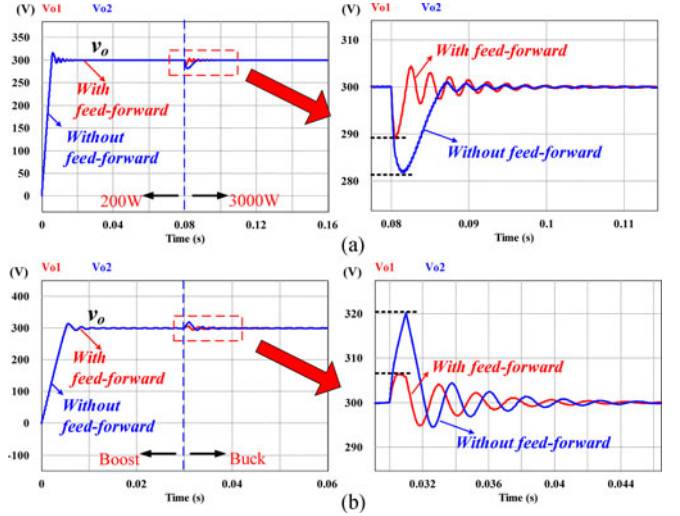 (V) Vo1 Vo2
350
300
250
200
150
100
50
0
v_o
With
feed-forward
Without
feed-forward
200W 3000W
0 0.04 0.08 0.12 0.16
Time (s)
(V) Vo1 Vo2
310
300
290
280
With feed-forward
Without feed-forward
0.08 0.09 0.1 0.11
Time (s)
(a)
(V) Vo1 Vo2
400
300
200
100
0
-100
v_o
With
feed-forward
Without
feed-forward
Boost Buck
0 0.02 0.04 0.06
Time (s)
(V) Vo1 Vo2
320
310
300
290
With feed-forward
Without feed-forward
0.032 0.036 0.04 0.044
Time (s)
(b)